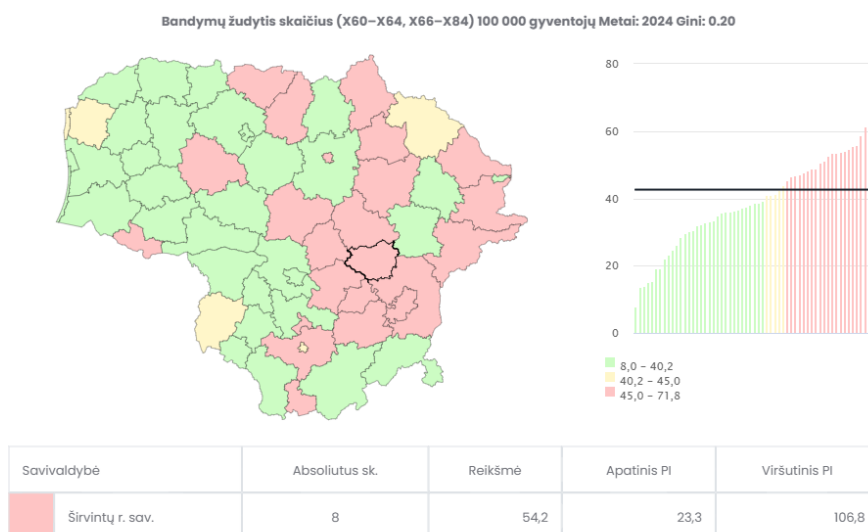 Bandymų žudytis skaičius (X60–X64, X66–X84) 100 000 gyventojų Metai: 2024 Gini: 0.20
80
60
40
20
0
8,0 – 40,2
40,2 – 45,0
45,0 – 71,8
Savivaldybė Absoliutus sk. Reikšmė Apatinis PI Viršutinis PI
Širvintų r. sav. 8 54,2 23,3 106,8